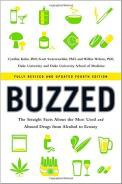 Cynthia Kuhn, PhD, Scott Swartzwelder, PhD, and Wilkie Wilson, PhD,
Duke University and Duke University School of Medicine
FULLY REVISED AND UPDATED FOURTH EDITION
BUZZED
The Straight Facts About the Most Used and
Abused Drugs from Alcohol to Ecstasy